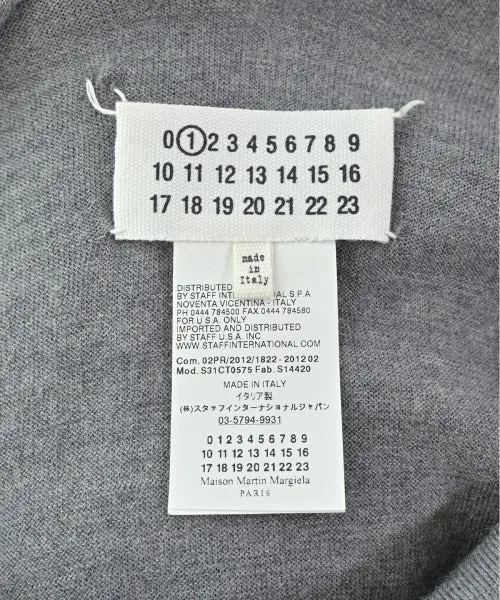 0 1 2 3 4 5 6 7 8 9
10 11 12 13 14 15 16
17 18 19 20 21 22 23
made
in
Italy
DISTRIBUTED
BY STAFF INTERNATIONAL S.P.A
NOVENTA VICENTINA - ITALY
PH 0444 784500 FAX 0444 784580
FOR U.S.A. ONLY
IMPORTED AND DISTRIBUTED
BY STAFF U.S.A. INC
WWW.STAFFINTERNATIONAL.COM
Com. 02PR/2012/1822 - 2012 02
Mod. S31CT0575 Fab. S14420
MADE IN ITALY
イタリア製
(株)スタッフインターナショナルジャパン
03-5794-9931
0 1 2 3 4 5 6 7 8 9
10 11 12 13 14 15 16
17 18 19 20 21 22 23
Maison Martin Margiela
PARIS